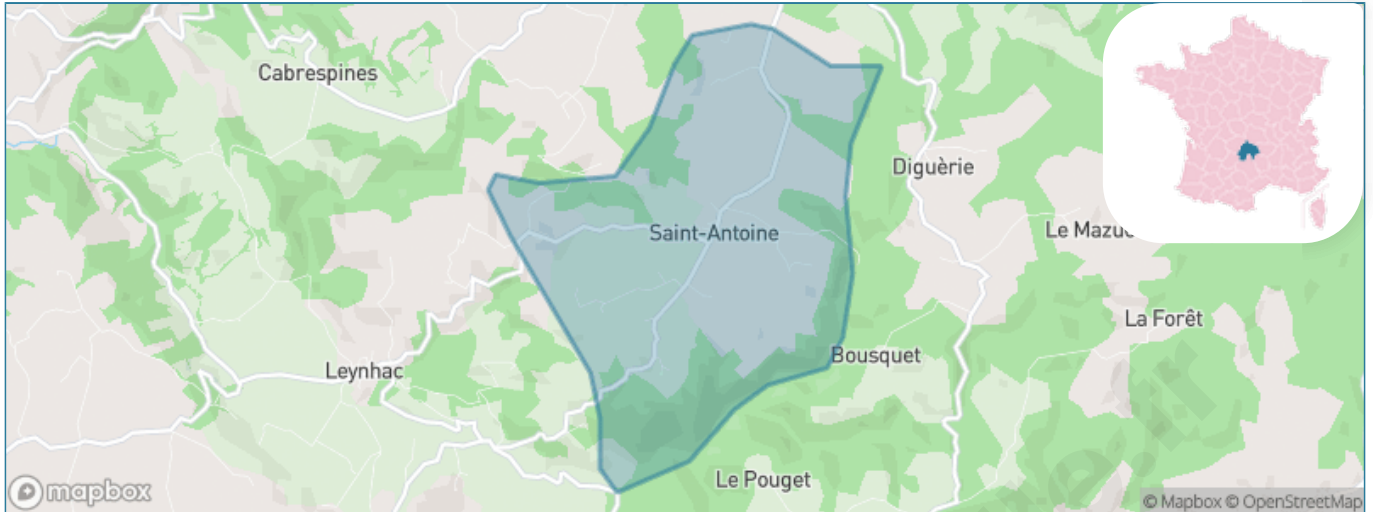 Cabrespines
Diguèrie
Saint-Antoine
Le Mazuc
La Forêt
Bousquet
Leynhac
Le Pouget
mapbox
© Mapbox © OpenStreetMap